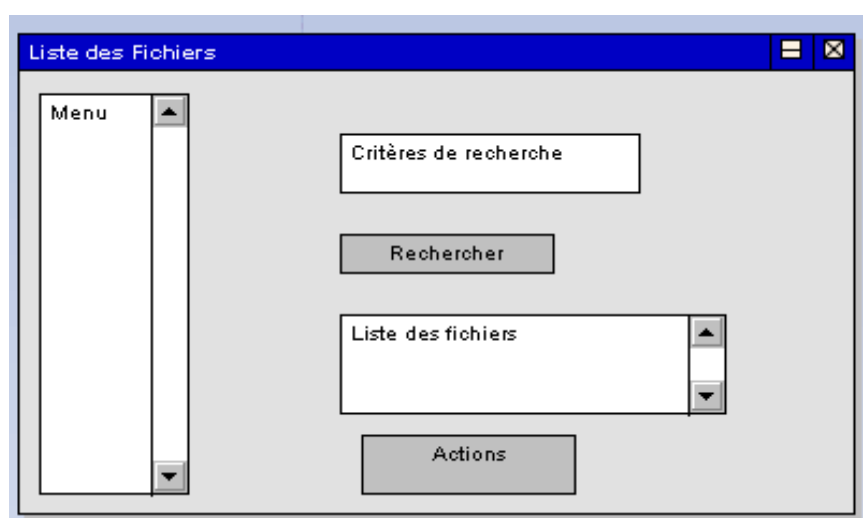 Liste des Fichiers
Menu
Critères de recherche
Rechercher
Liste des fichiers
Actions